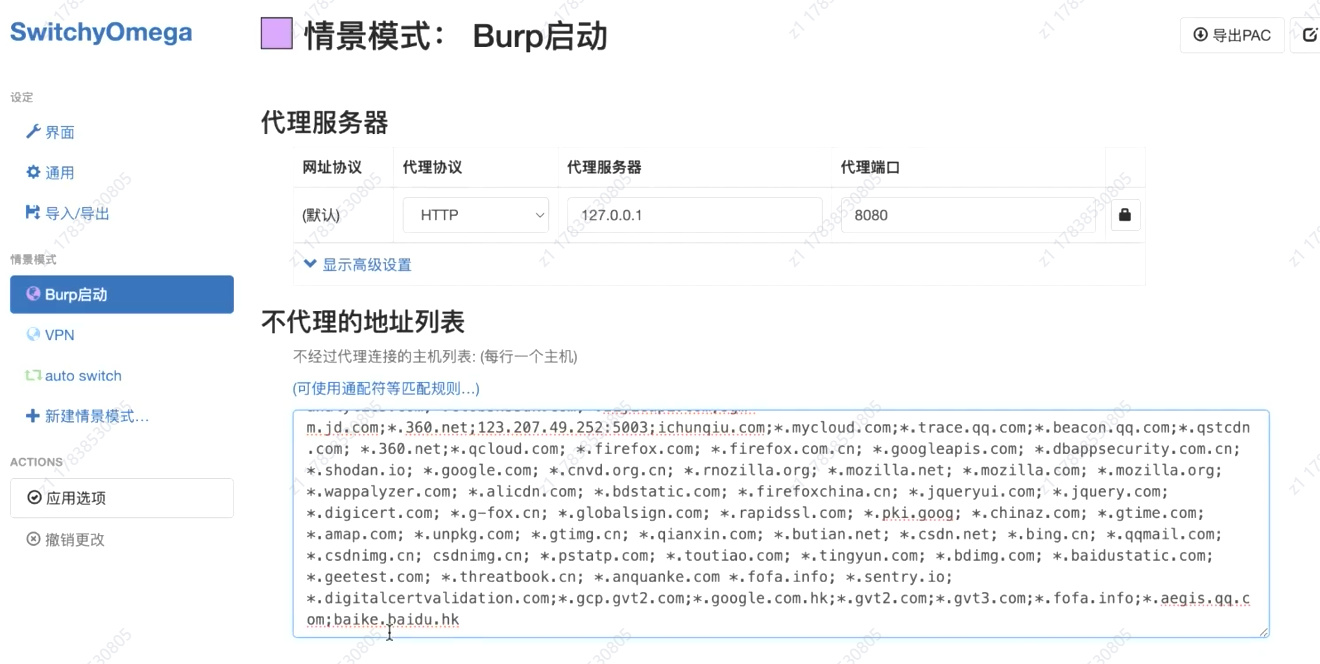 SwitchyOmega
情景模式： Burp启动
导出PAC
设定
界面
通用
导入/导出
情景模式
Burp启动
VPN
auto switch
新建情景模式…
ACTIONS
应用选项
撤销更改
代理服务器
网址协议 代理协议 代理服务器 代理端口
(默认) HTTP 127.0.0.1 8080
显示高级设置
不代理的地址列表
不经过代理连接的主机列表: (每行一个主机)
(可使用通配符等匹配规则…)
m.jd.com;*.360.net;123.207.49.252:5003;ichunqiu.com;*.mycloud.com;*.trace.qq.com;*.beacon.qq.com;*.qstcdn
.com; *.360.net;*.qcloud.com; *.firefox.com; *.firefox.com.cn; *.googleapis.com; *.dbappsecurity.com.cn;
*.shodan.io; *.google.com; *.cnvd.org.cn; *.rnozilla.org; *.mozilla.net; *.mozilla.com; *.mozilla.org;
*.wappalyzer.com; *.alicdn.com; *.bdstatic.com; *.firefoxchina.cn; *.jqueryui.com; *.jquery.com;
*.digicert.com; *.g-fox.cn; *.globalsign.com; *.rapidssl.com; *.pki.goog; *.chinaz.com; *.gtime.com;
*.amap.com; *.unpkg.com; *.gtimg.cn; *.qianxin.com; *.butian.net; *.csdn.net; *.bing.cn; *.qqmail.com;
*.csdnimg.cn; csdnimg.cn; *.pstatp.com; *.toutiao.com; *.tingyun.com; *.bdimg.com; *.baidustatic.com;
*.geetest.com; *.threatbook.cn; *.anquanke.com *.fofa.info; *.sentry.io;
*.digitalcertvalidation.com;*.gcp.gvt2.com;*.google.com.hk;*.gvt2.com;*.gvt3.com;*.fofa.info;*.aegis.qq.c
om;baike.baidu.hk
z1 17838530805